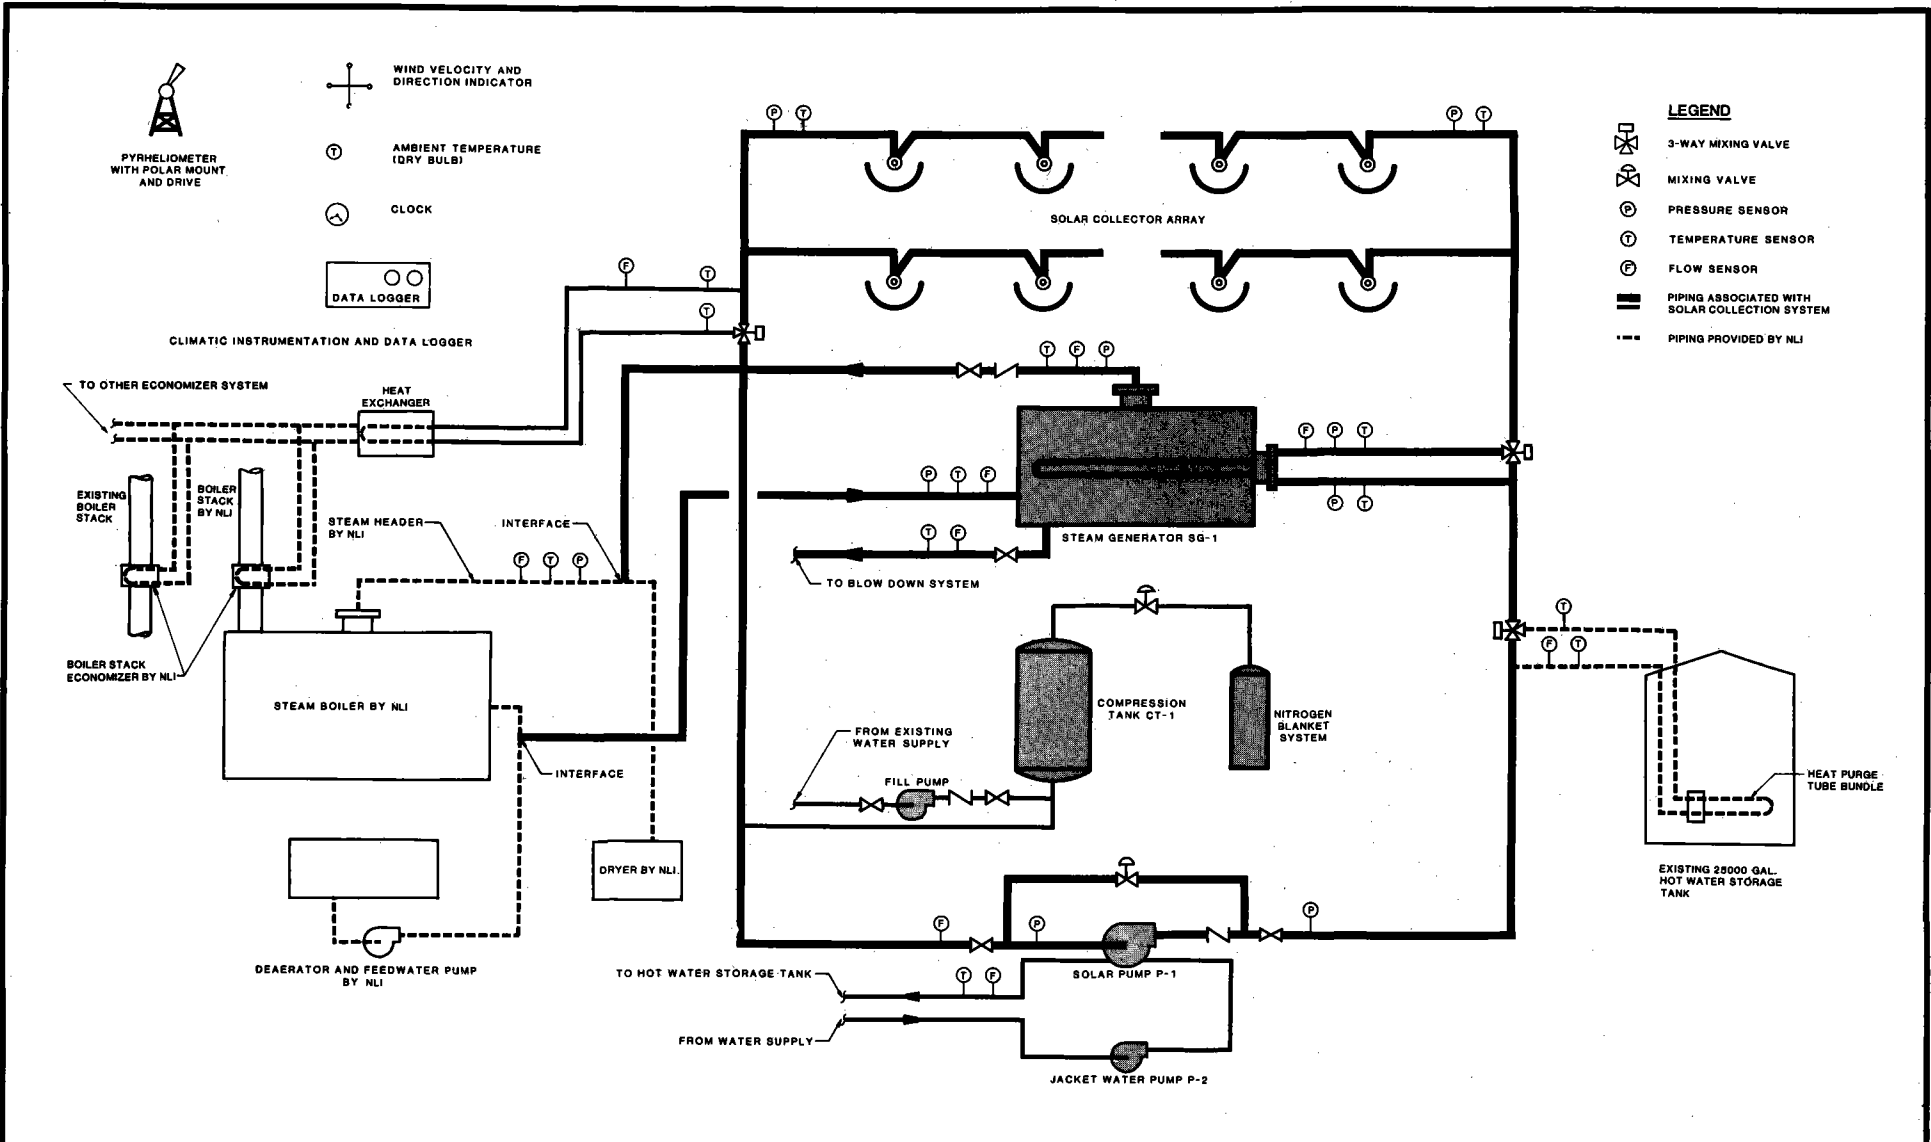 WIND VELOCITY AND
DIRECTION INDICATOR
PYRHELIOMETER
WITH POLAR MOUNT
AND DRIVE
T
AMBIENT TEMPERATURE
(DRY BULB)
CLOCK
DATA LOGGER
CLIMATIC INSTRUMENTATION AND DATA LOGGER
P T
P T
SOLAR COLLECTOR ARRAY
LEGEND
3-WAY MIXING VALVE
MIXING VALVE
P PRESSURE SENSOR
T TEMPERATURE SENSOR
F FLOW SENSOR
PIPING ASSOCIATED WITH
SOLAR COLLECTION SYSTEM
PIPING PROVIDED BY NLI
F T
T
T F P
TO OTHER ECONOMIZER SYSTEM
HEAT
EXCHANGER
F P T
P T
EXISTING
BOILER
STACK
BOILER
STACK
BY NLI
STEAM HEADER
BY NLI
INTERFACE
P T F
T F
STEAM GENERATOR SG-1
TO BLOW DOWN SYSTEM
F T P
BOILER STACK
ECONOMIZER BY NLI
STEAM BOILER BY NLI
INTERFACE
T
F T
COMPRESSION
TANK CT-1
NITROGEN
BLANKET
SYSTEM
FROM EXISTING
WATER SUPPLY
FILL PUMP
HEAT PURGE
TUBE BUNDLE
DRYER BY NLI.
EXISTING 25000 GAL.
HOT WATER STORAGE
TANK
F P P
DEAERATOR AND FEEDWATER PUMP
BY NLI
SOLAR PUMP P-1
TO HOT WATER STORAGE TANK
T F
FROM WATER SUPPLY
JACKET WATER PUMP P-2